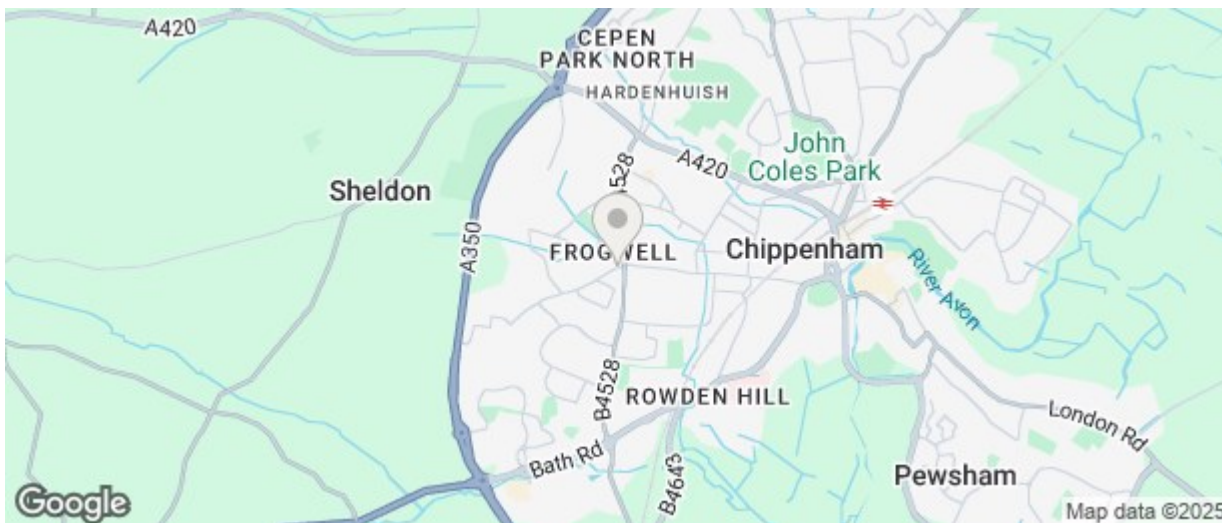 A420
CEPEN
PARK NORTH
HARDENHUISH
John
Coles Park
A420
Sheldon
FROGWELL
Chippenham
A350
River Avon
B4528
ROWDEN HILL
London Rd
Bath Rd
Pewsham
Google
Map data ©2025